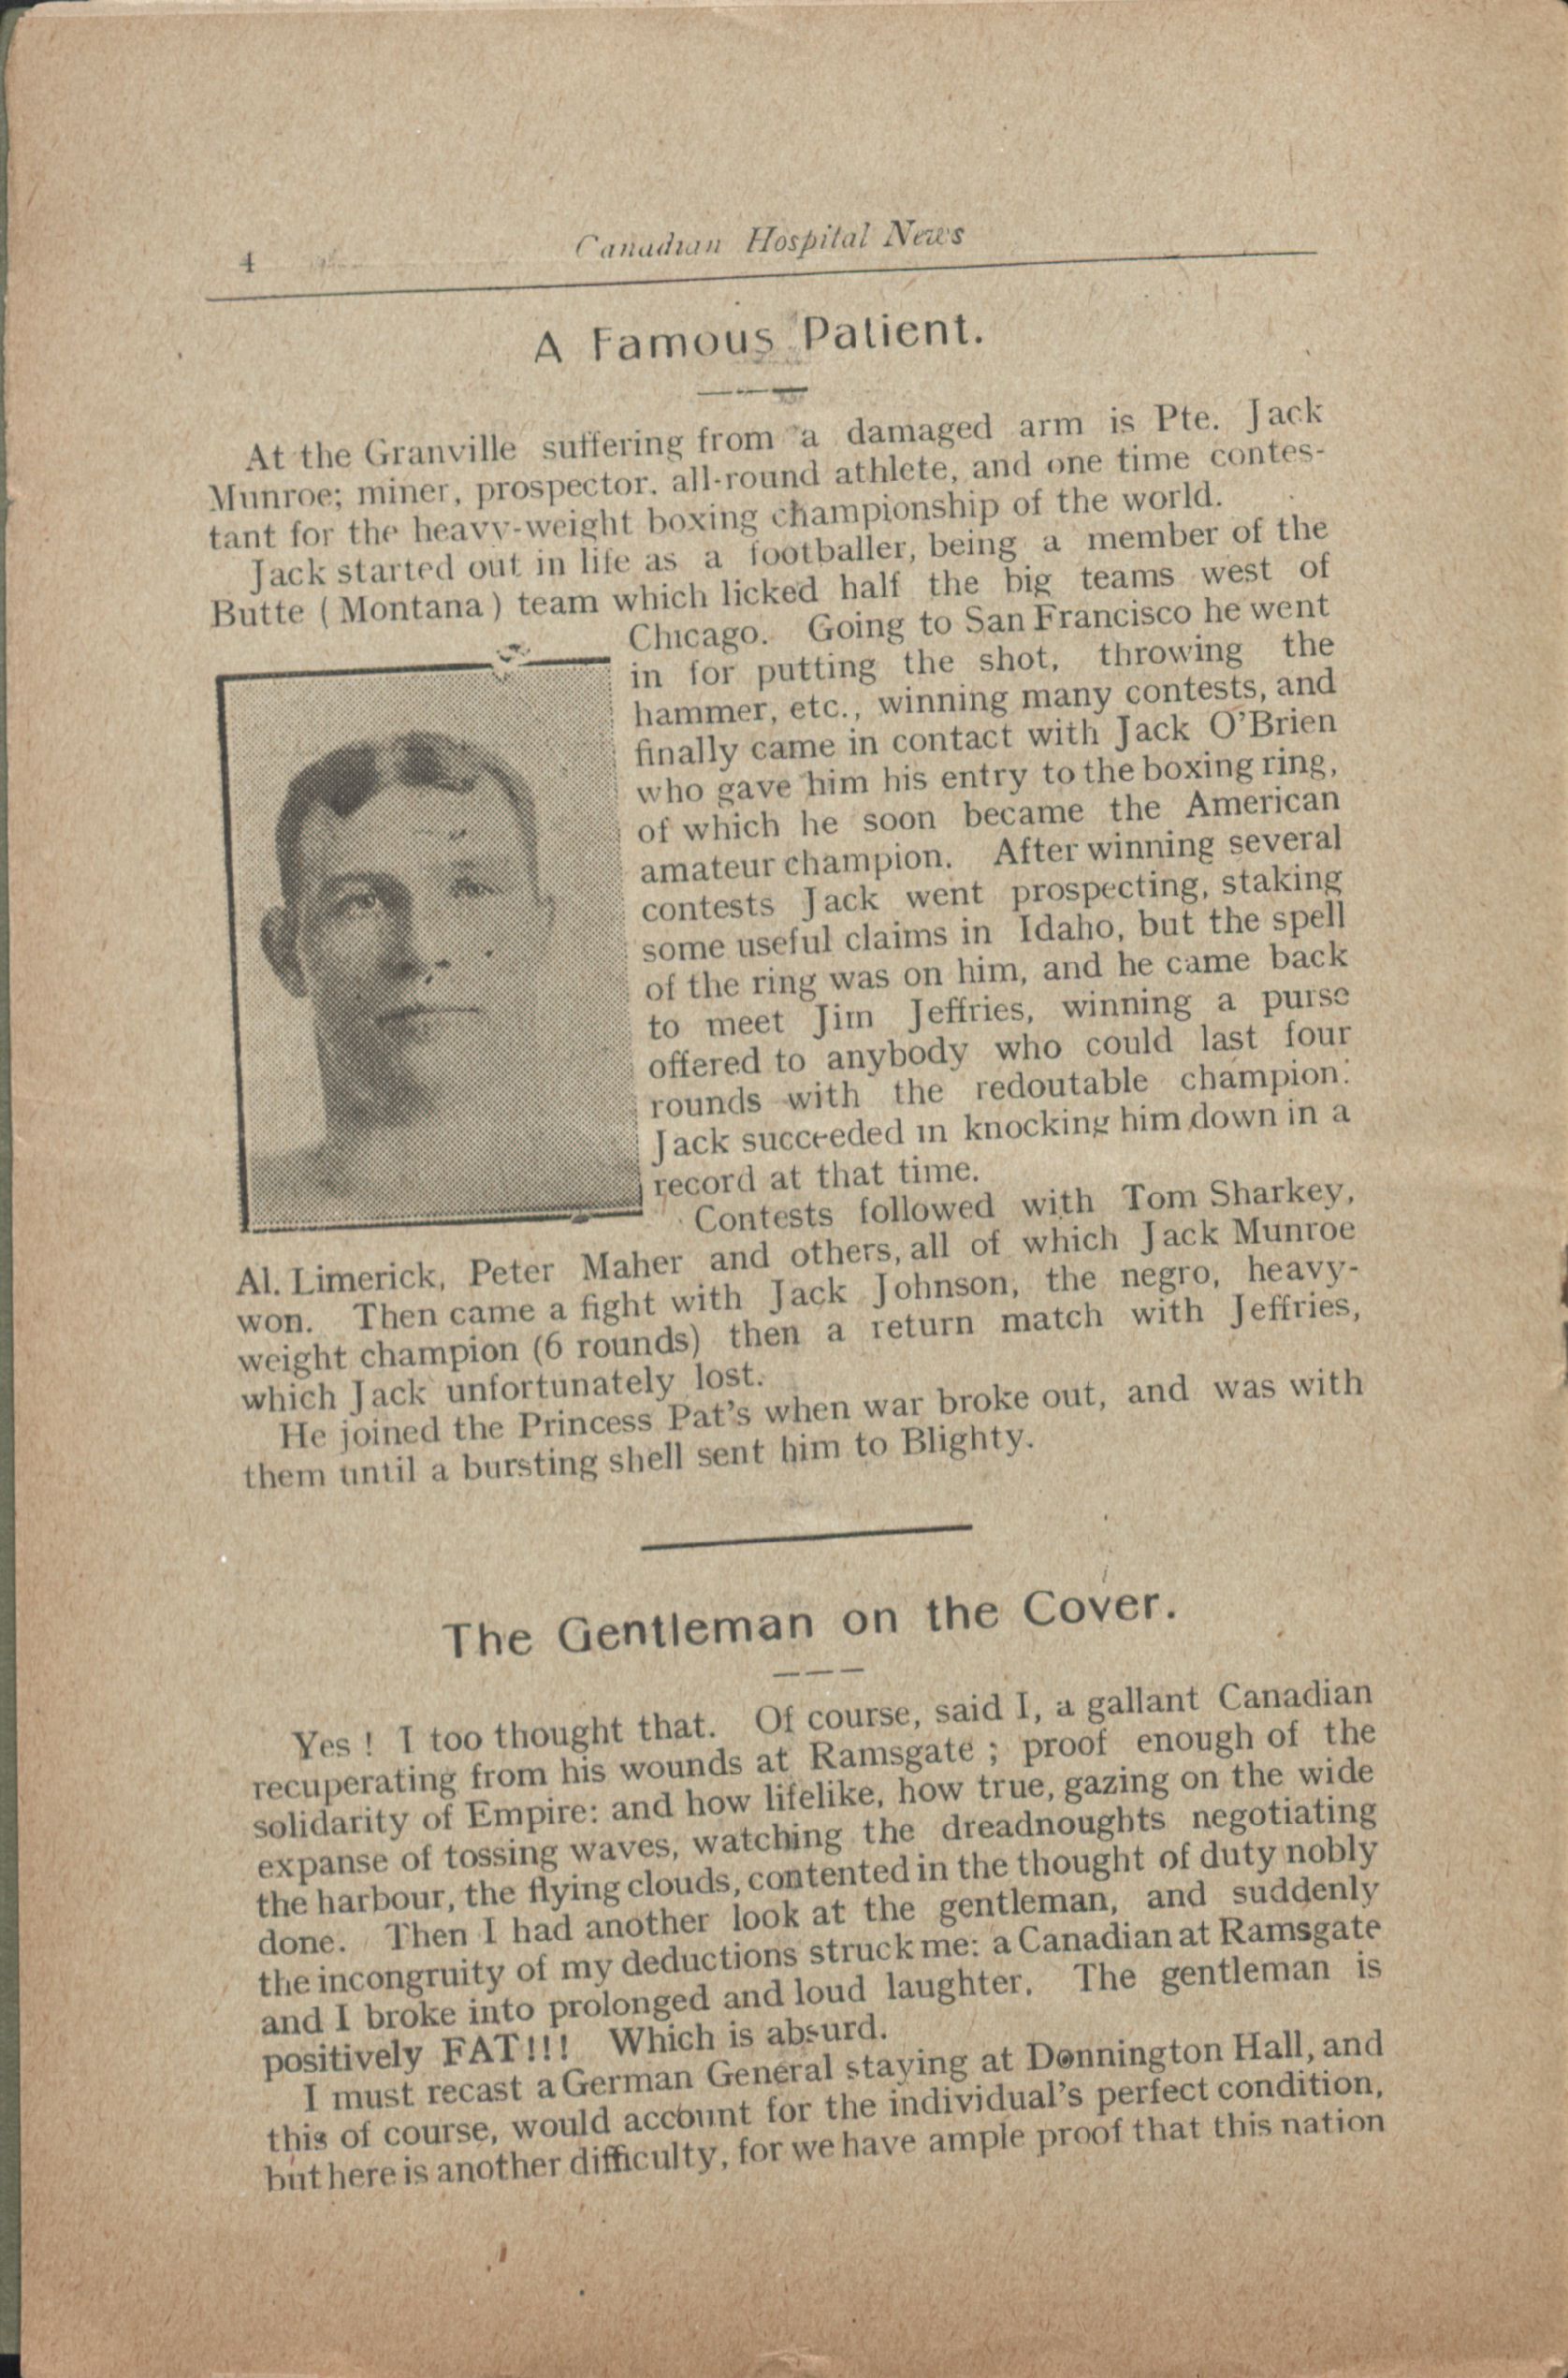 4
Canadian Hospital News
A Famous Patient.
At the Granville suffering from a damaged arm is Pte. Jack
Munroe; miner, prospector. all-round athlete, and one time contes-
tant for the heavy-weight boxing championship of the world.
Jack started out in life as a footballer, being a member of the
Butte (Montana) team which licked half the big teams west of
Chicago. Going to San Francisco he went
in for putting the shot, throwing the
hammer, etc., winning many contests, and
finally came in contact with Jack O'Brien
who gave him his entry to the boxing ring,
of which he soon became the American
amateur champion. After winning several
contests Jack went prospecting, staking
some useful claims in Idaho, but the spell
of the ring was on him, and he came back
to meet Jim Jeffries, winning a purse
offered to anybody who could last four
rounds with the redoutable champion.
Jack succeeded in knocking him down in a
record at that time.
Contests followed with Tom Sharkey,
Al. Limerick, Peter Maher and others, all of which Jack Munroe
won. Then came a fight with Jack Johnson, the negro, heavy-
weight champion (6 rounds) then a return match with Jeffries,
which Jack unfortunately lost.
He joined the Princess Pat's when war broke out, and was with
them until a bursting shell sent him to Blighty.
The Gentleman on the Cover.
Yes! I too thought that. Of course, said I, a gallant Canadian
recuperating from his wounds at Ramsgate; proof enough of the
solidarity of Empire: and how lifelike, how true, gazing on the wide
expanse of tossing waves, watching the dreadnoughts negotiating
the harbour, the flying clouds, contented in the thought of duty nobly
done. Then I had another look at the gentleman, and suddenly
the incongruity of my deductions struck me: a Canadian at Ramsgate
and I broke into prolonged and loud laughter. The gentleman is
positively FAT!!! Which is absurd.
I must recast a German General staying at Donnington Hall, and
this of course, would account for the individual's perfect condition,
but here is another difficulty, for we have ample proof that this nation